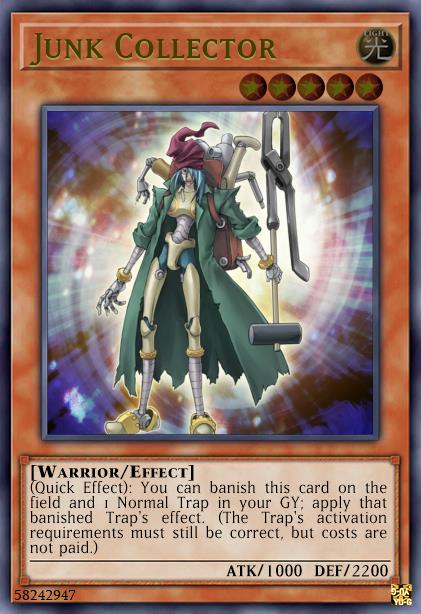 JUNK COLLECTOR
LIGHT
光
[WARRIOR/EFFECT]
(Quick Effect): You can banish this card on the
field and 1 Normal Trap in your GY; apply that
banished Trap's effect. (The Trap's activation
requirements must still be correct, but costs are
not paid.)
ATK/1000 DEF/2200
58242947